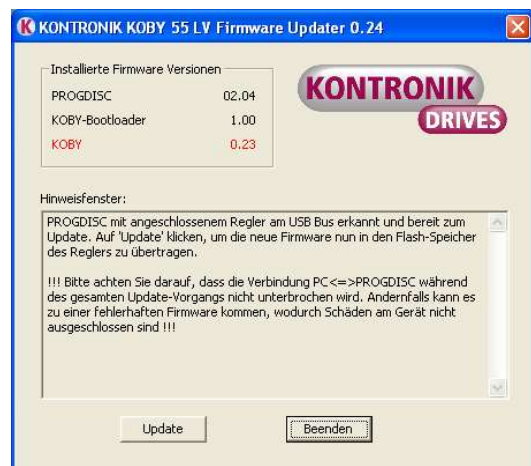 KONTRONIK KOBY 55 LV Firmware Updater 0.24
Installierte Firmware Versionen
PROGDISC 02.04
KOBY-Bootloader 1.00
KOBY 0.23
KONTRONIK
DRIVES
Hinweisfenster:
PROGDISC mit angeschlossenem Regler am USB Bus erkannt und bereit zum
Update. Auf 'Update' klicken, um die neue Firmware nun in den Flash-Speicher
des Reglers zu übertragen.
!!! Bitte achten Sie darauf, dass die Verbindung PC<=>PROGDISC während
des gesamten Update-Vorgangs nicht unterbrochen wird. Andernfalls kann es
zu einer fehlerhaften Firmware kommen, wodurch Schäden am Gerät nicht
ausgeschlossen sind !!!
Update
Beenden